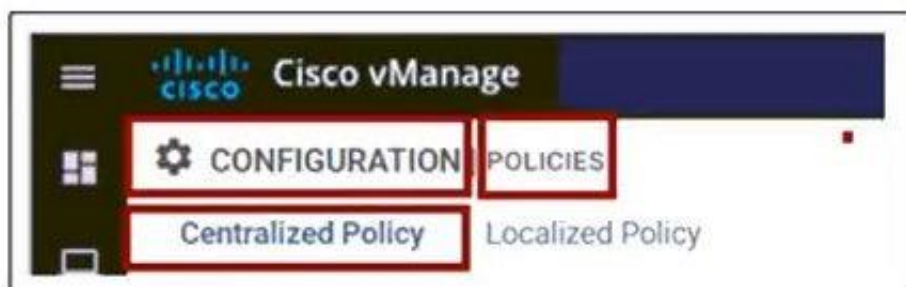 CISCO Cisco vManage
CONFIGURATION POLICIES
Centralized Policy Localized Policy